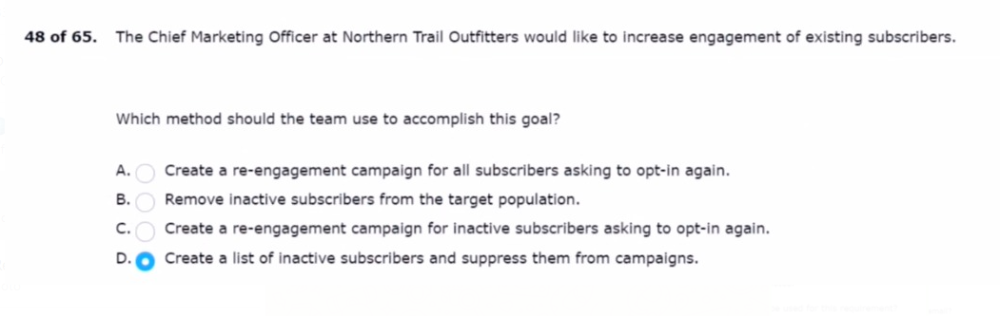 48 of 65. The Chief Marketing Officer at Northern Trail Outfitters would like to increase engagement of existing subscribers.
Which method should the team use to accomplish this goal?
A. Create a re-engagement campaign for all subscribers asking to opt-in again.
B. Remove inactive subscribers from the target population.
C. Create a re-engagement campaign for inactive subscribers asking to opt-in again.
D. Create a list of inactive subscribers and suppress them from campaigns.